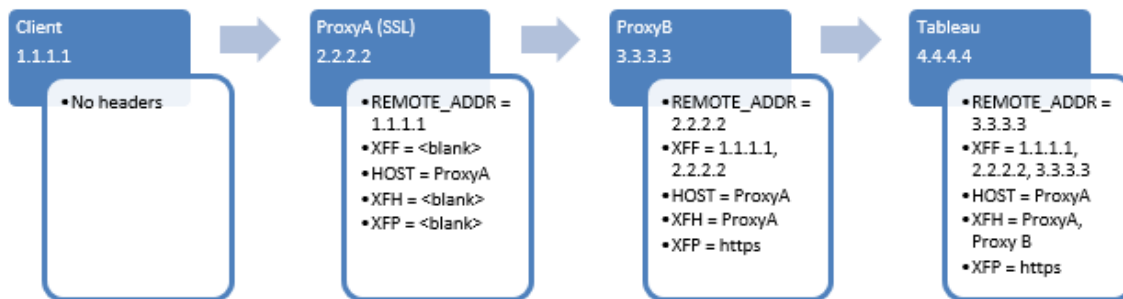 Client
1.1.1.1
•No headers
ProxyA (SSL)
2.2.2.2
•REMOTE_ADDR =
1.1.1.1
•XFF = <blank>
•HOST = ProxyA
•XFH = <blank>
•XFP = <blank>
ProxyB
3.3.3.3
•REMOTE_ADDR =
2.2.2.2
•XFF = 1.1.1.1,
2.2.2.2
•HOST = ProxyA
•XFH = ProxyA
•XFP = https
Tableau
4.4.4.4
•REMOTE_ADDR =
3.3.3.3
•XFF = 1.1.1.1,
2.2.2.2, 3.3.3.3
•HOST = ProxyA
•XFH = ProxyA,
Proxy B
•XFP = https